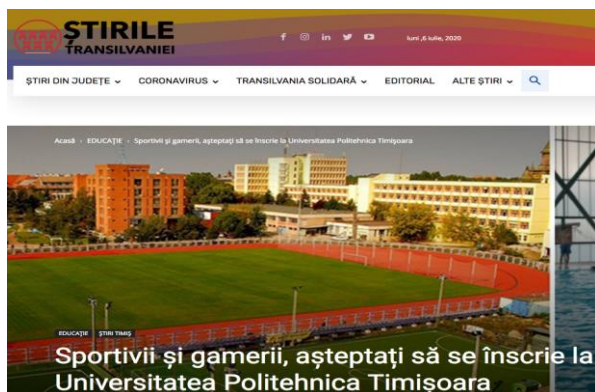 ȘTIRILE
TRANSILVANIEI
luni ,6 iulie, 2020
ȘTIRI DIN JUDEȚE
CORONAVIRUS
TRANSILVANIA SOLIDARĂ
EDITORIAL
ALTE ȘTIRI
Acasă › EDUCAȚIE › Sportivii și gamerii, așteptați să se înscrie la Universitatea Politehnica Timișoara
EDUCAȚIE ȘTIRI TIMIȘ
Sportivii și gamerii, așteptați să se înscrie la
Universitatea Politehnica Timișoara